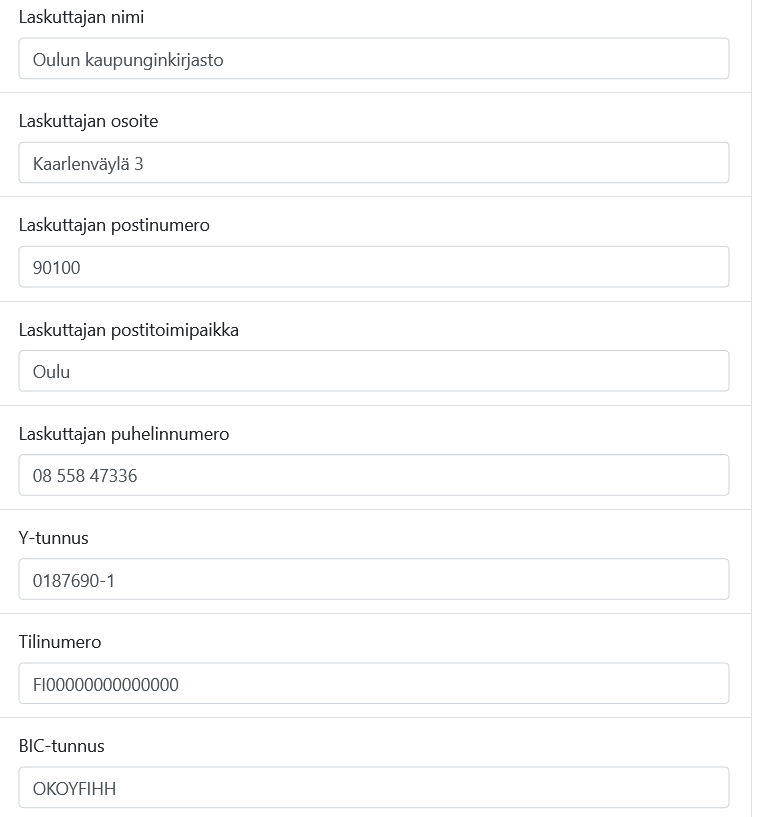 Laskuttajan nimi
Oulun kaupunginkirjasto
Laskuttajan osoite
Kaarlenväylä 3
Laskuttajan postinumero
90100
Laskuttajan postitoimipaikka
Oulu
Laskuttajan puhelinnumero
08 558 47336
Y-tunnus
0187690-1
Tilinumero
FI00000000000000
BIC-tunnus
OKOYFIHH